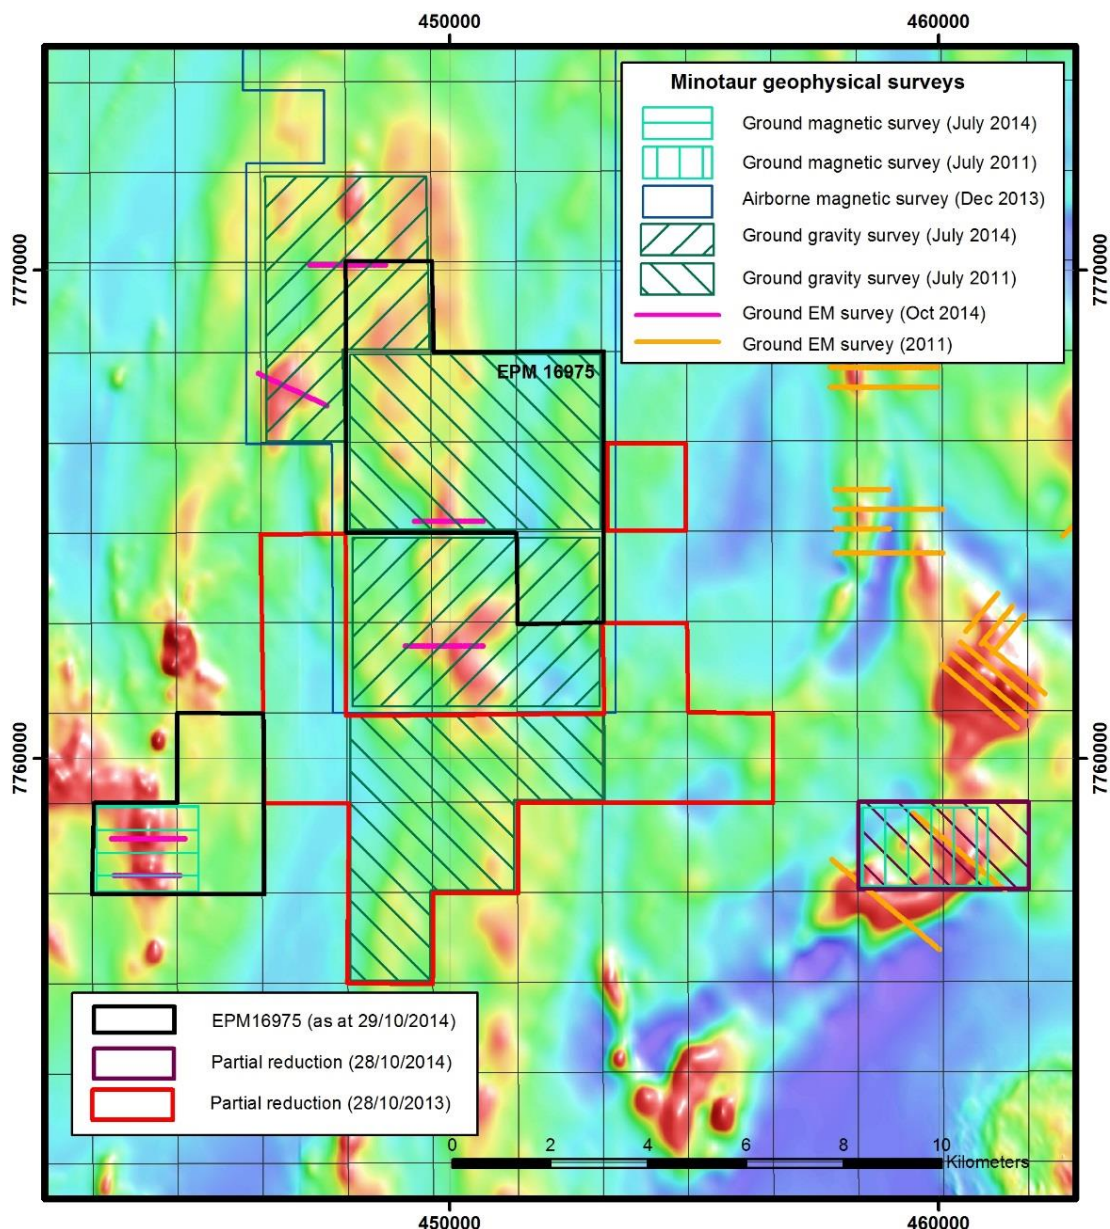 450000
460000
Minotaur geophysical surveys
Ground magnetic survey (July 2014)
Ground magnetic survey (July 2011)
Airborne magnetic survey (Dec 2013)
Ground gravity survey (July 2014)
Ground gravity survey (July 2011)
Ground EM survey (Oct 2014)
Ground EM survey (2011)
7770000
7770000
EPM 16975
7760000
7760000
EPM16975 (as at 29/10/2014)
Partial reduction (28/10/2014)
Partial reduction (28/10/2013)
0 2 4 6 8 10
Kilometers
450000
460000